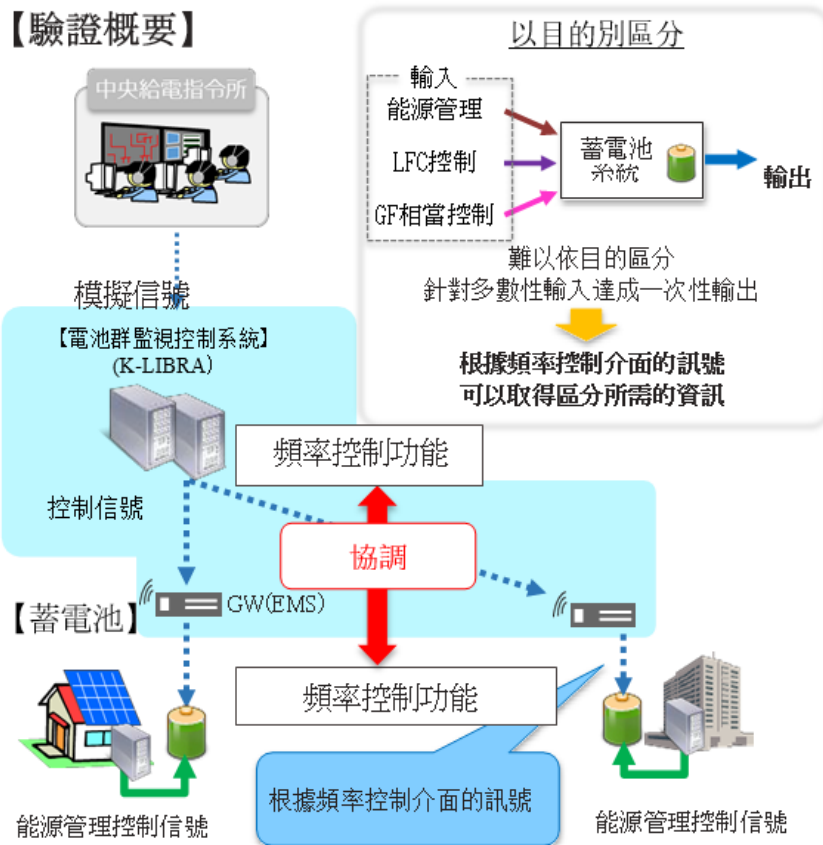 【驗證概要】
中央給電指令所
模擬信號
【電池群監視控制系統】
(K-LIBRA)
頻率控制功能
控制信號
協調
GW(EMS)
【蓄電池】
頻率控制功能
根據頻率控制介面的訊號
能源管理控制信號
能源管理控制信號
以目的別區分
輸入
能源管理
LFC控制
GF相當控制
蓄電池
系統
輸出
難以依目的區分
針對多數性輸入達成一次性輸出
根據頻率控制介面的訊號
可以取得區分所需的資訊